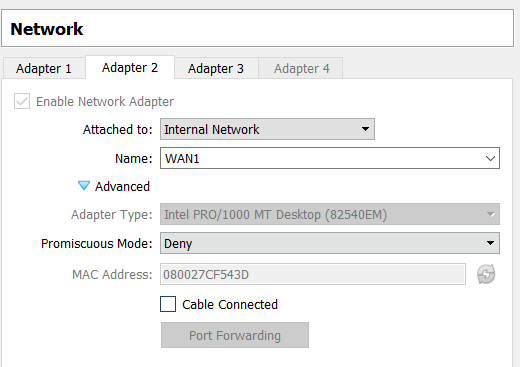 Network
Adapter 1 Adapter 2 Adapter 3 Adapter 4
Enable Network Adapter
Attached to: Internal Network
Name: WAN1
Advanced
Adapter Type: Intel PRO/1000 MT Desktop (82540EM)
Promiscuous Mode: Deny
MAC Address: 080027CF543D
Cable Connected
Port Forwarding